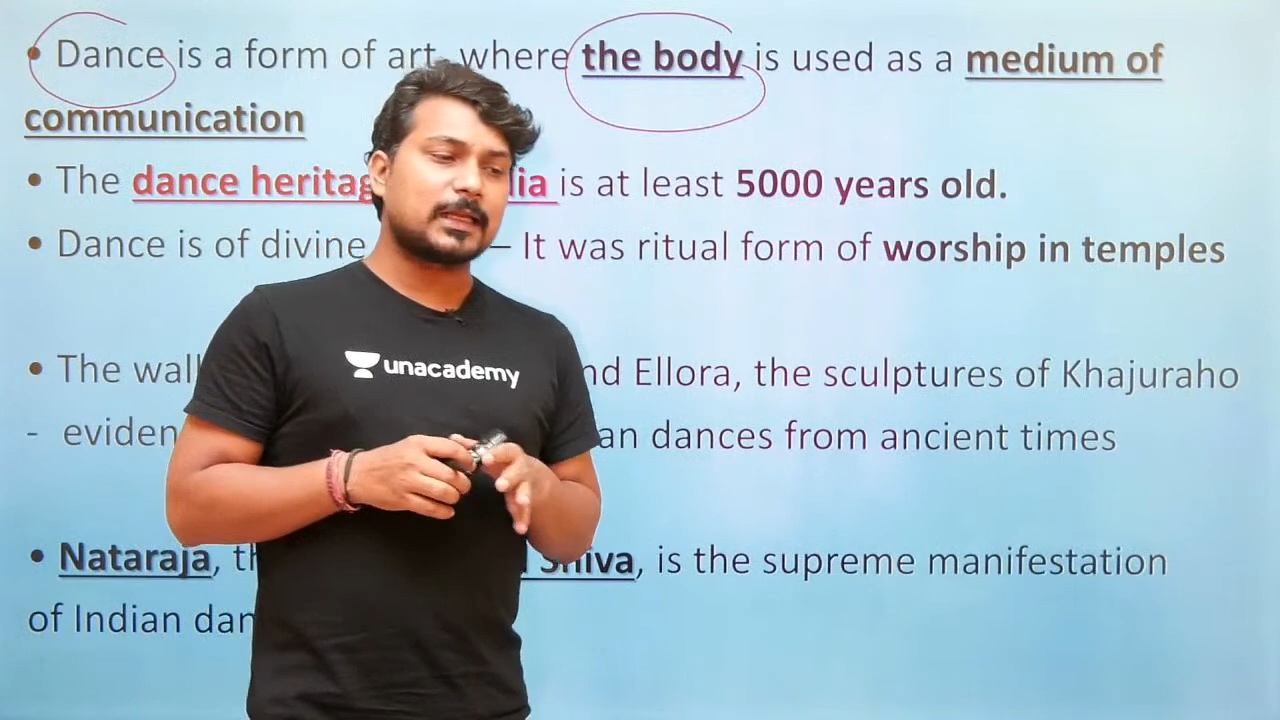 • Dance is a form of art, where the body is used as a medium of
communication
• The dance heritag ia is at least 5000 years old.
• Dance is of divine – It was ritual form of worship in temples
unacademy
• The wall nd Ellora, the sculptures of Khajuraho
- eviden an dances from ancient times
• Nataraja, th Shiva, is the supreme manifestation
of Indian dan